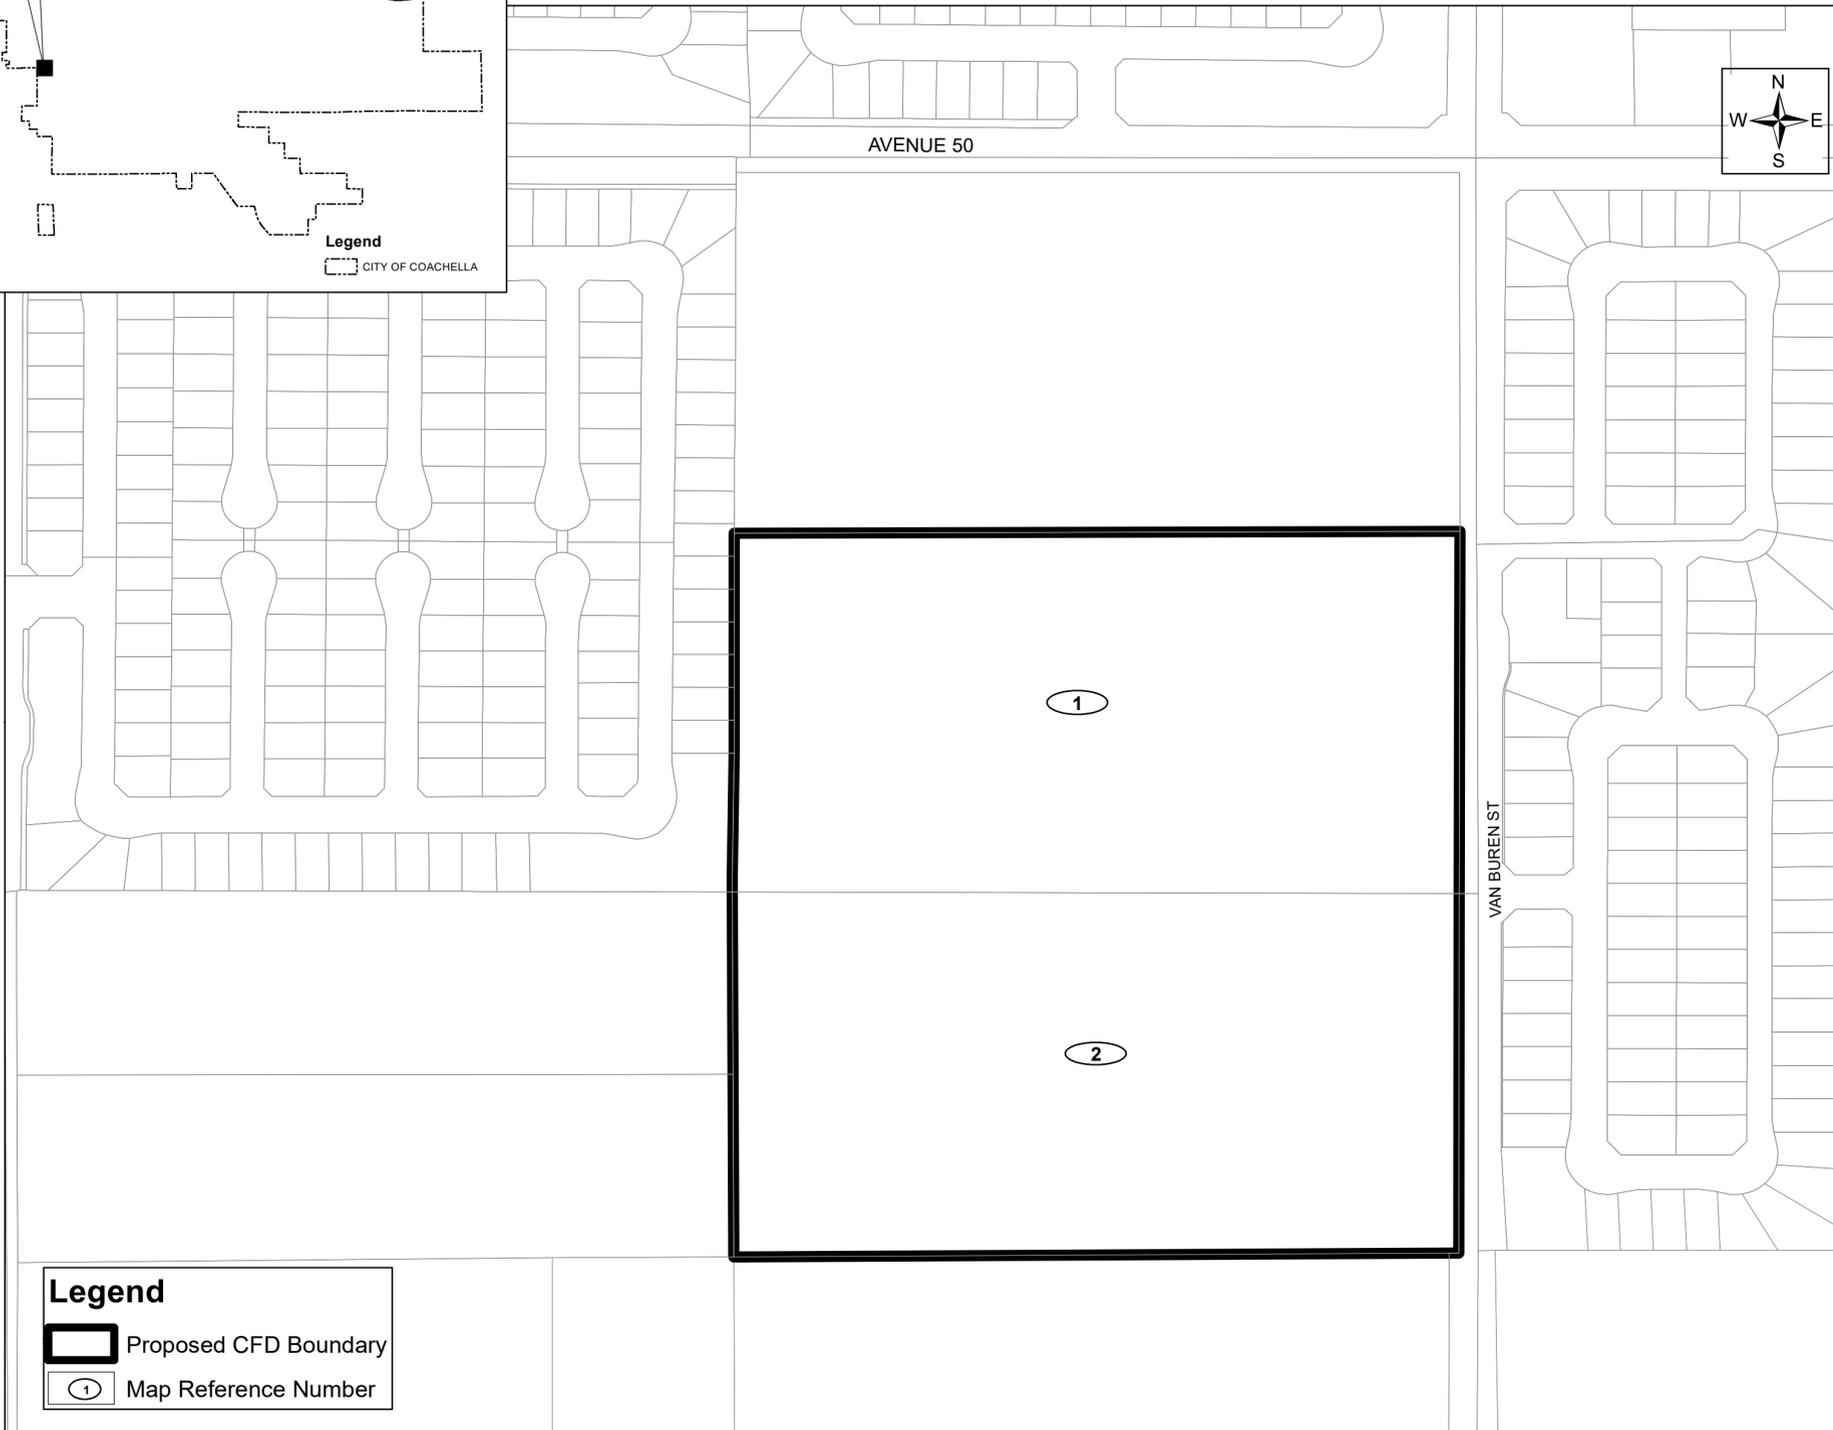 AVENUE 50
N
W E
S
Legend
CITY OF COACHELLA
1
VAN BUREN ST
2
Legend
Proposed CFD Boundary
1 Map Reference Number